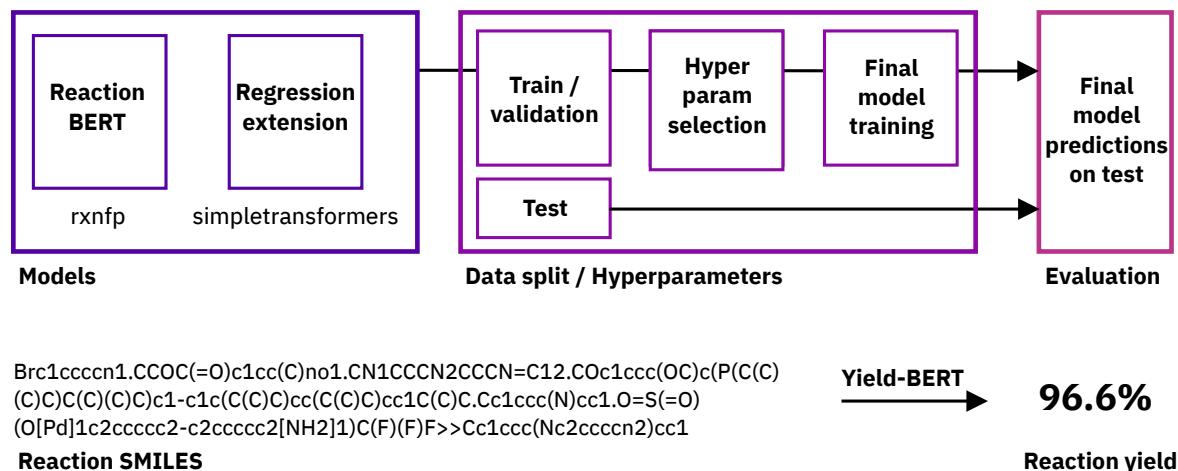 Reaction
BERT
rxnfp
Regression
extension
simpletransformers
Models
Train /
validation
Hyper
param
selection
Final
model
training
Test
Data split / Hyperparameters
Final
model
predictions
on test
Evaluation
Brc1ccccn1.CCOC(=O)c1cc(C)no1.CN1CCCN2CCCN=C12.COc1ccc(OC)c(P(C(C)
(C)C)C(C)(C)C)c1-c1c(C(C)C)cc(C(C)C)cc1C(C)C.Cc1ccc(N)cc1.O=S(=O)
(O[Pd]1c2ccccc2-c2ccccc2[NH2]1)C(F)(F)F>>Cc1ccc(Nc2ccccn2)cc1
Reaction SMILES
Yield-BERT
96.6%
Reaction yield